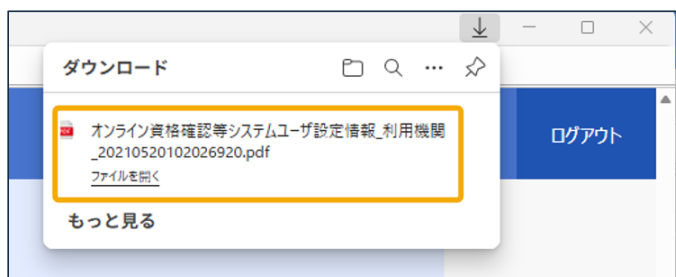 ダウンロード
オンライン資格確認等システムユーザ設定情報_利用機関
_20210520102026920.pdf
ファイルを開く
もっと見る
ログアウト